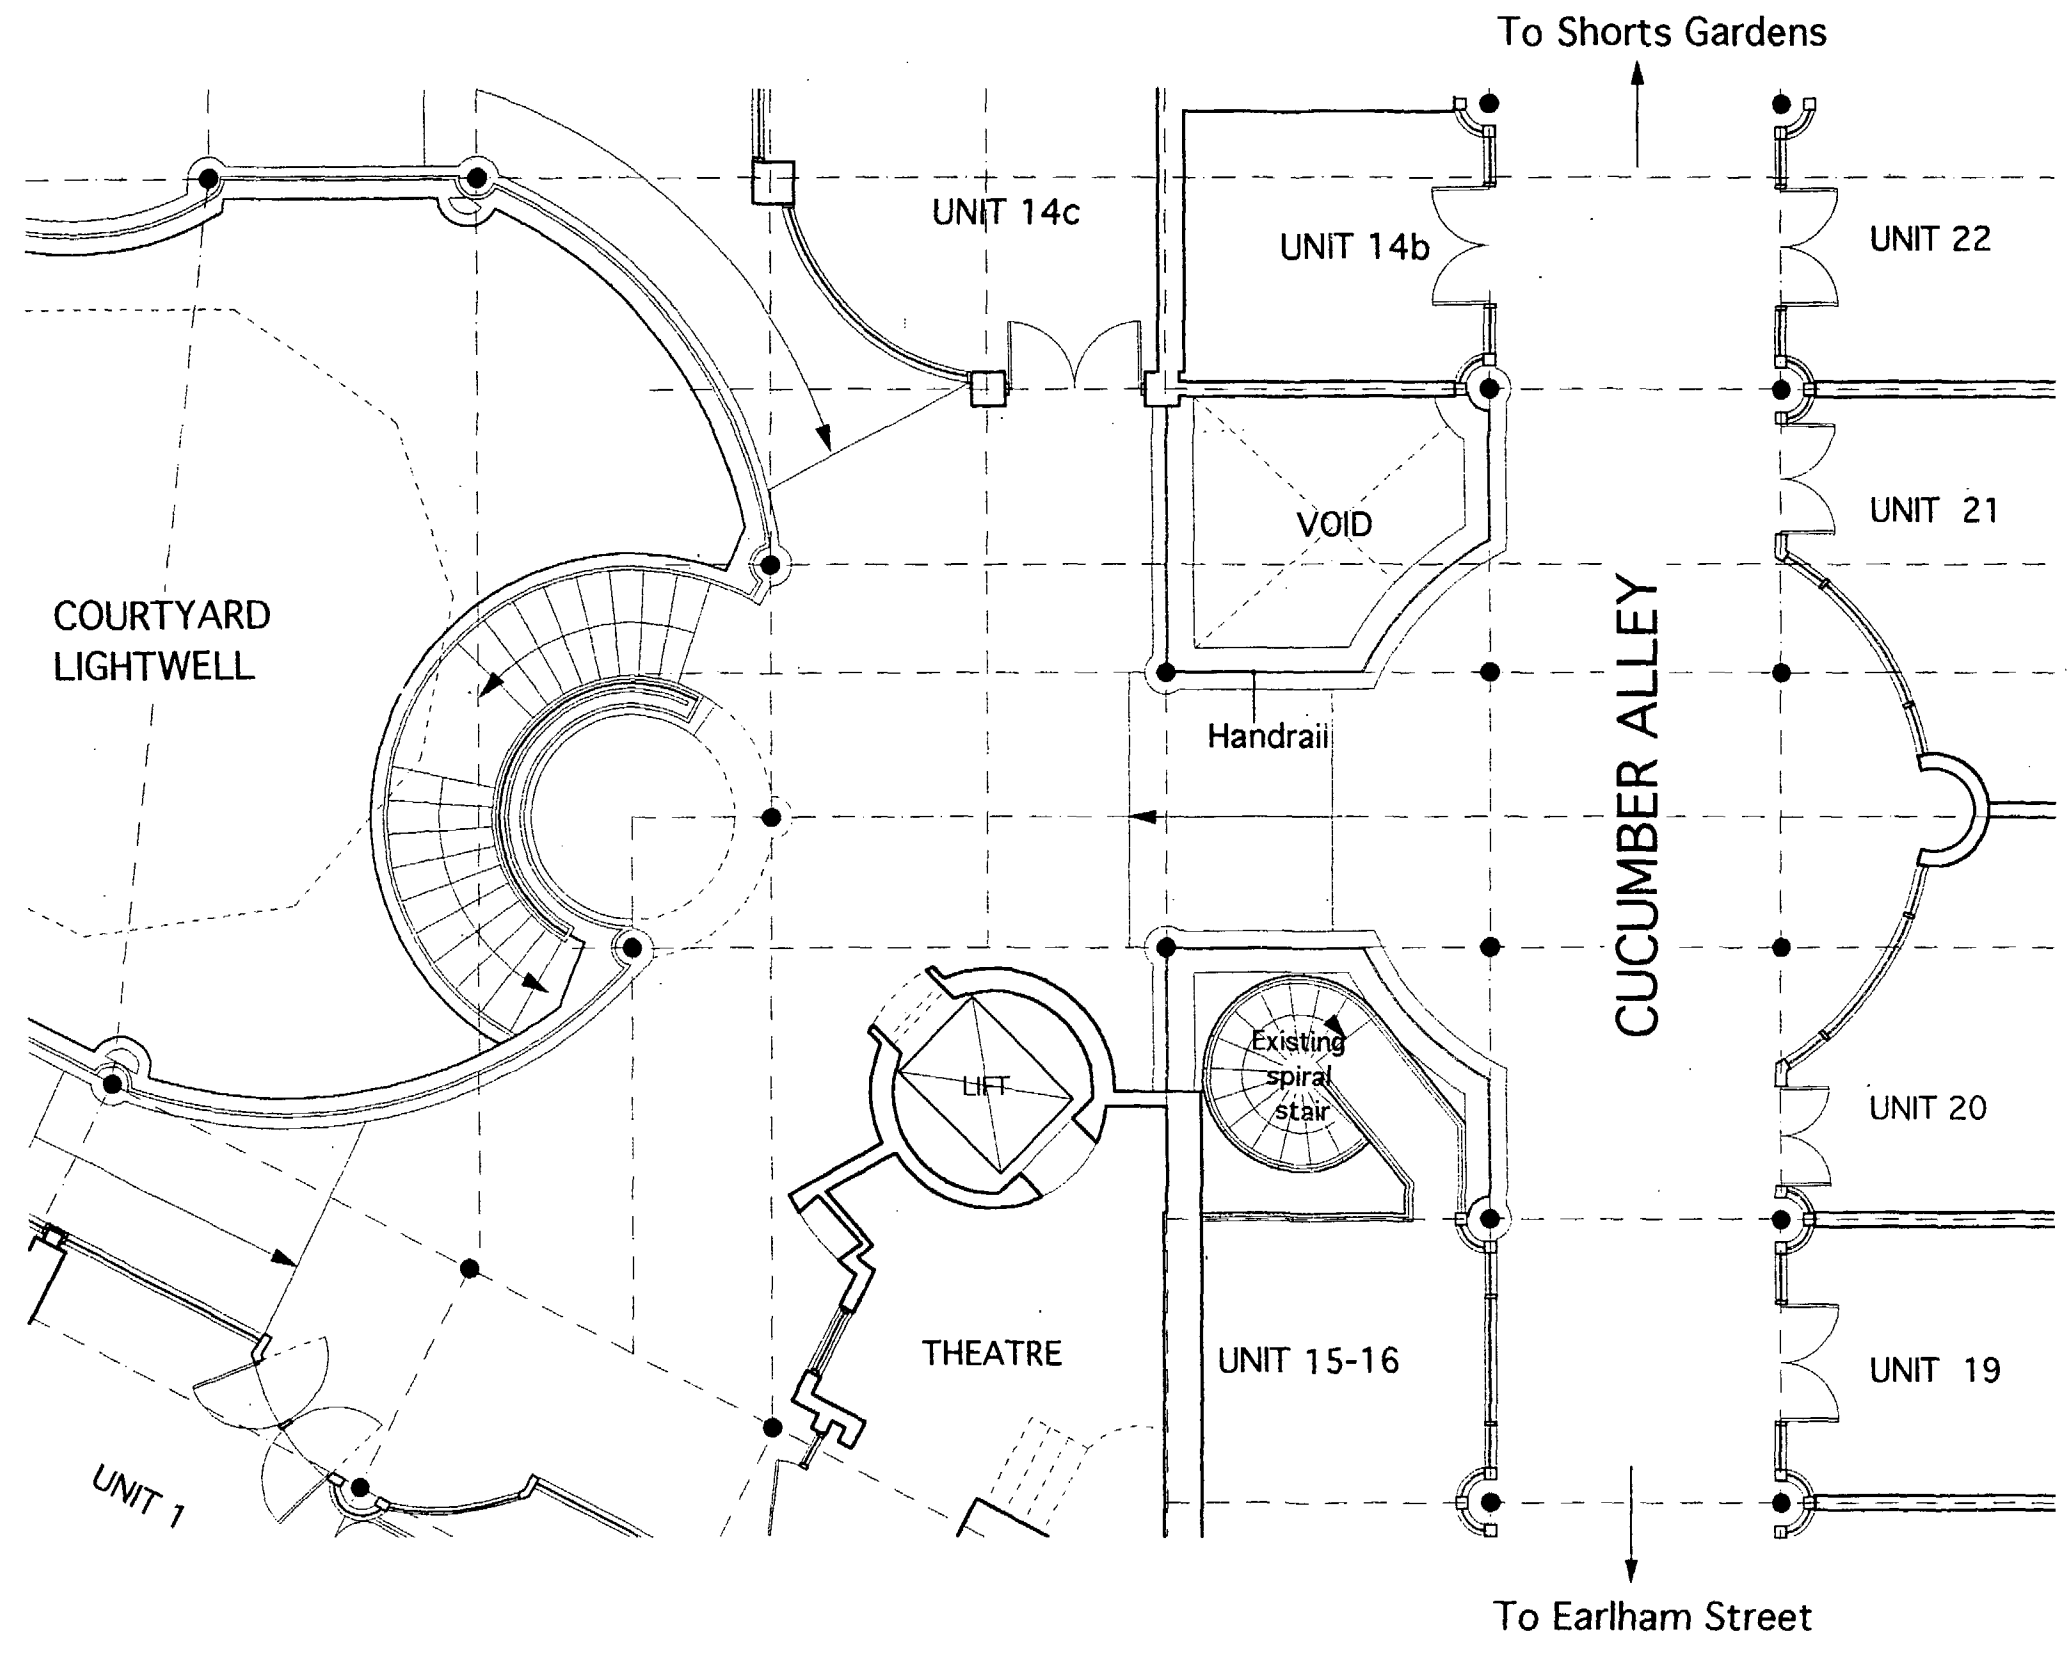 To Shorts Gardens
UNIT 14c
UNIT 14b
UNIT 22
UNIT 21
VOID
COURTYARD
LIGHTWELL
Handrail
CUCUMBER ALLEY
Existing
spiral
stair
LIFT
UNIT 20
THEATRE
UNIT 15-16
UNIT 19
UNIT 1
To Earlham Street